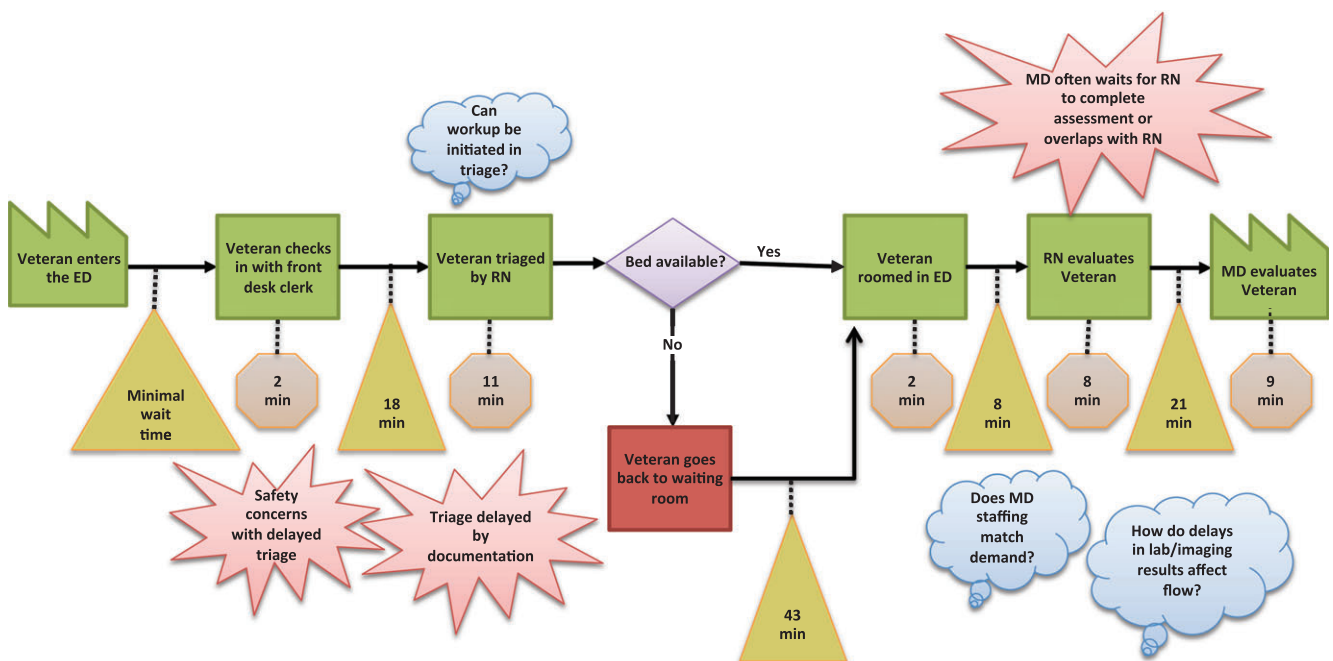 MD often waits for RN
to complete
assessment or
overlaps with RN
Can
workup be
initiated in
triage?
Veteran enters
the ED
Veteran checks
in with front
desk clerk
Veteran triaged
by RN
Bed available?
Yes
Veteran
roomed in ED
RN evaluates
Veteran
MD evaluates
Veteran
No
Minimal
wait
time
2
min
18
min
11
min
2
min
8
min
8
min
21
min
9
min
Veteran goes
back to waiting
room
Safety
concerns
with delayed
triage
Triage delayed
by
documentation
43
min
Does MD
staffing
match
demand?
How do delays
in lab/imaging
results affect
flow?